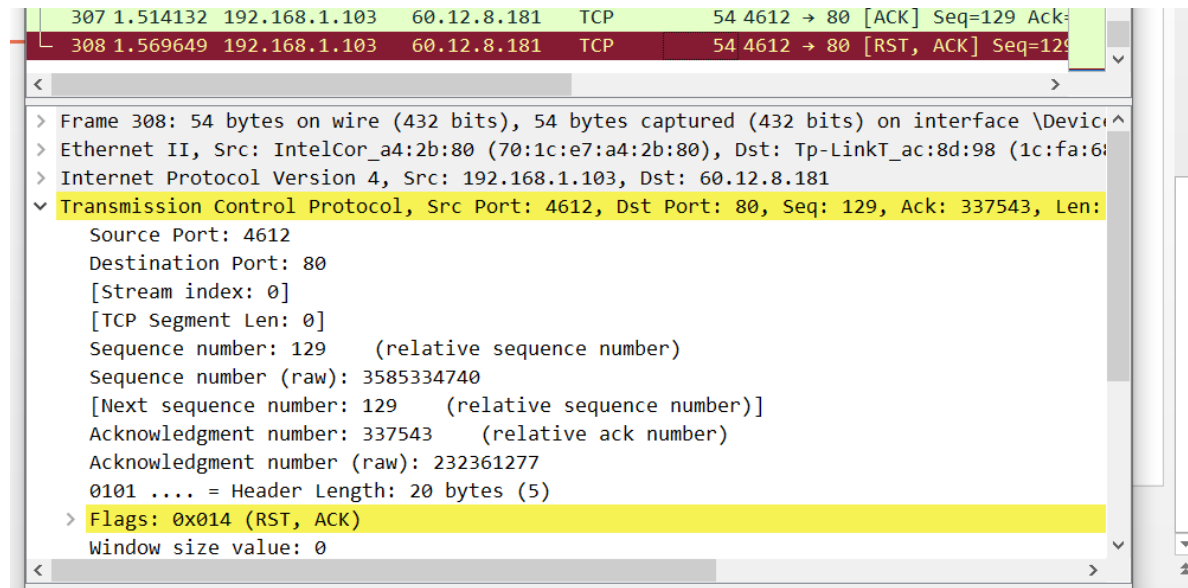 307 1.514132 192.168.1.103 60.12.8.181 TCP 54 4612 → 80 [ACK] Seq=129 Ack=
308 1.569649 192.168.1.103 60.12.8.181 TCP 54 4612 → 80 [RST, ACK] Seq=129
Frame 308: 54 bytes on wire (432 bits), 54 bytes captured (432 bits) on interface \Device
Ethernet II, Src: IntelCor_a4:2b:80 (70:1c:e7:a4:2b:80), Dst: Tp-LinkT_ac:8d:98 (1c:fa:68
Internet Protocol Version 4, Src: 192.168.1.103, Dst: 60.12.8.181
Transmission Control Protocol, Src Port: 4612, Dst Port: 80, Seq: 129, Ack: 337543, Len:
Source Port: 4612
Destination Port: 80
[Stream index: 0]
[TCP Segment Len: 0]
Sequence number: 129 (relative sequence number)
Sequence number (raw): 3585334740
[Next sequence number: 129 (relative sequence number)]
Acknowledgment number: 337543 (relative ack number)
Acknowledgment number (raw): 232361277
0101 .... = Header Length: 20 bytes (5)
Flags: 0x014 (RST, ACK)
Window size value: 0